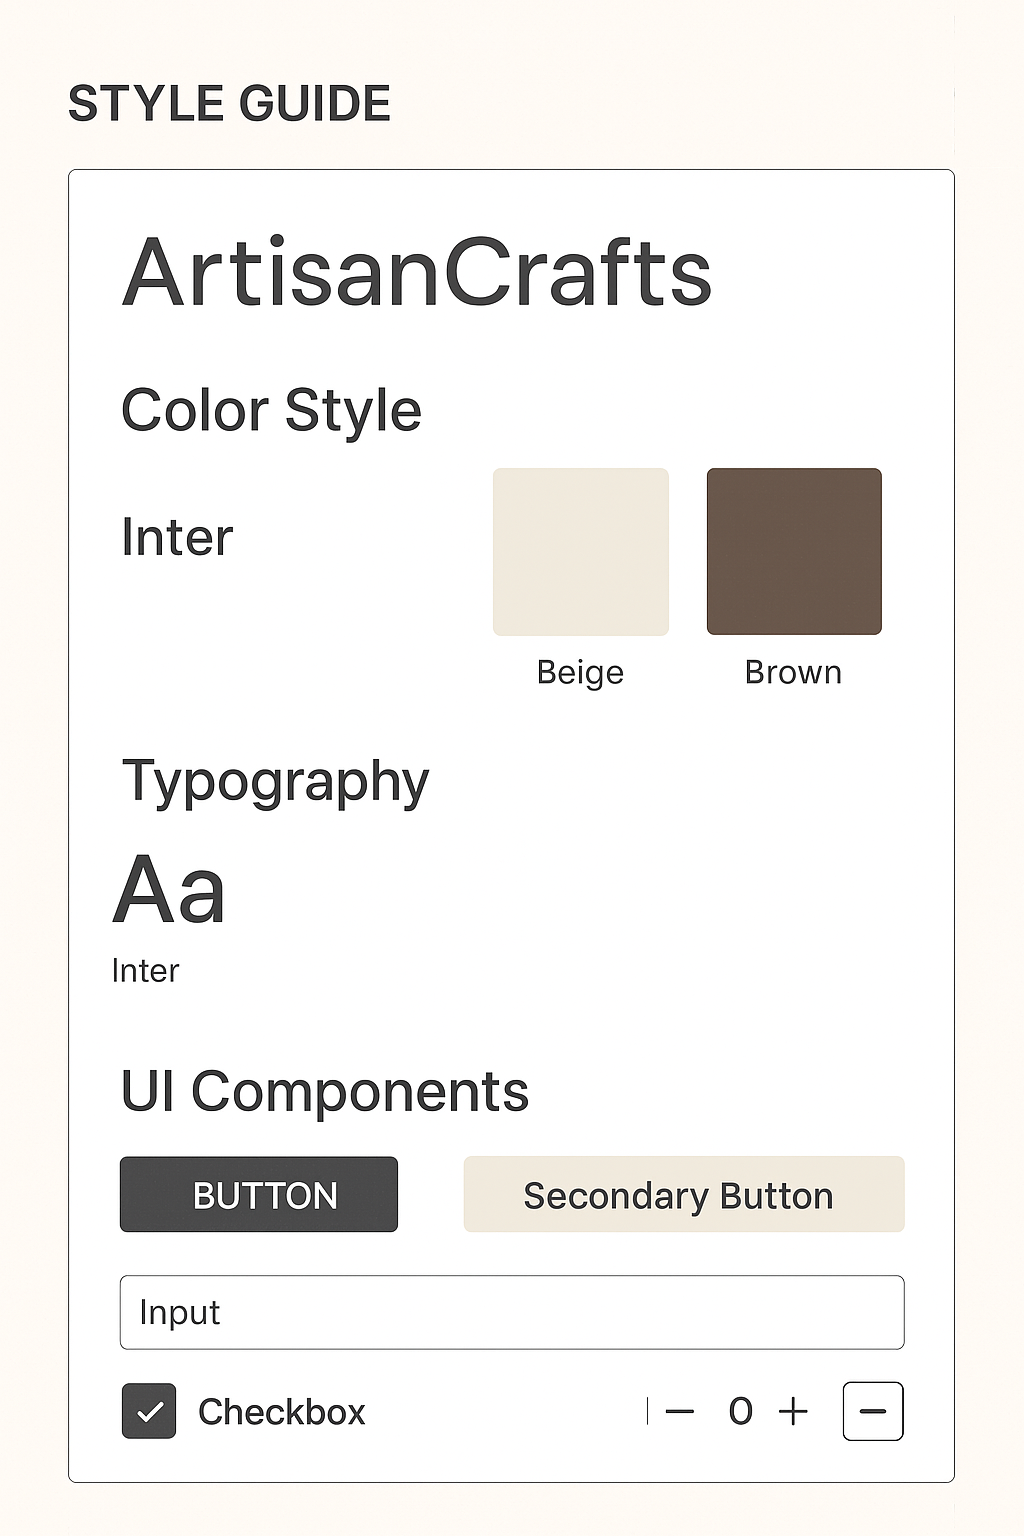 STYLE GUIDE
ArtisanCrafts
Color Style
Inter
Beige Brown
Typography
Aa
Inter
UI Components
BUTTON Secondary Button
Input
Checkbox 0